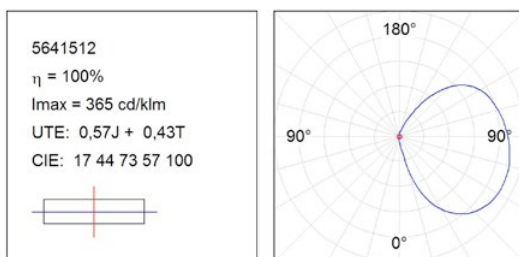 5641512
η = 100%
Imax = 365 cd/klm
UTE: 0,57J + 0,43T
CIE: 17 44 73 57 100
180°
90° 90°
0°